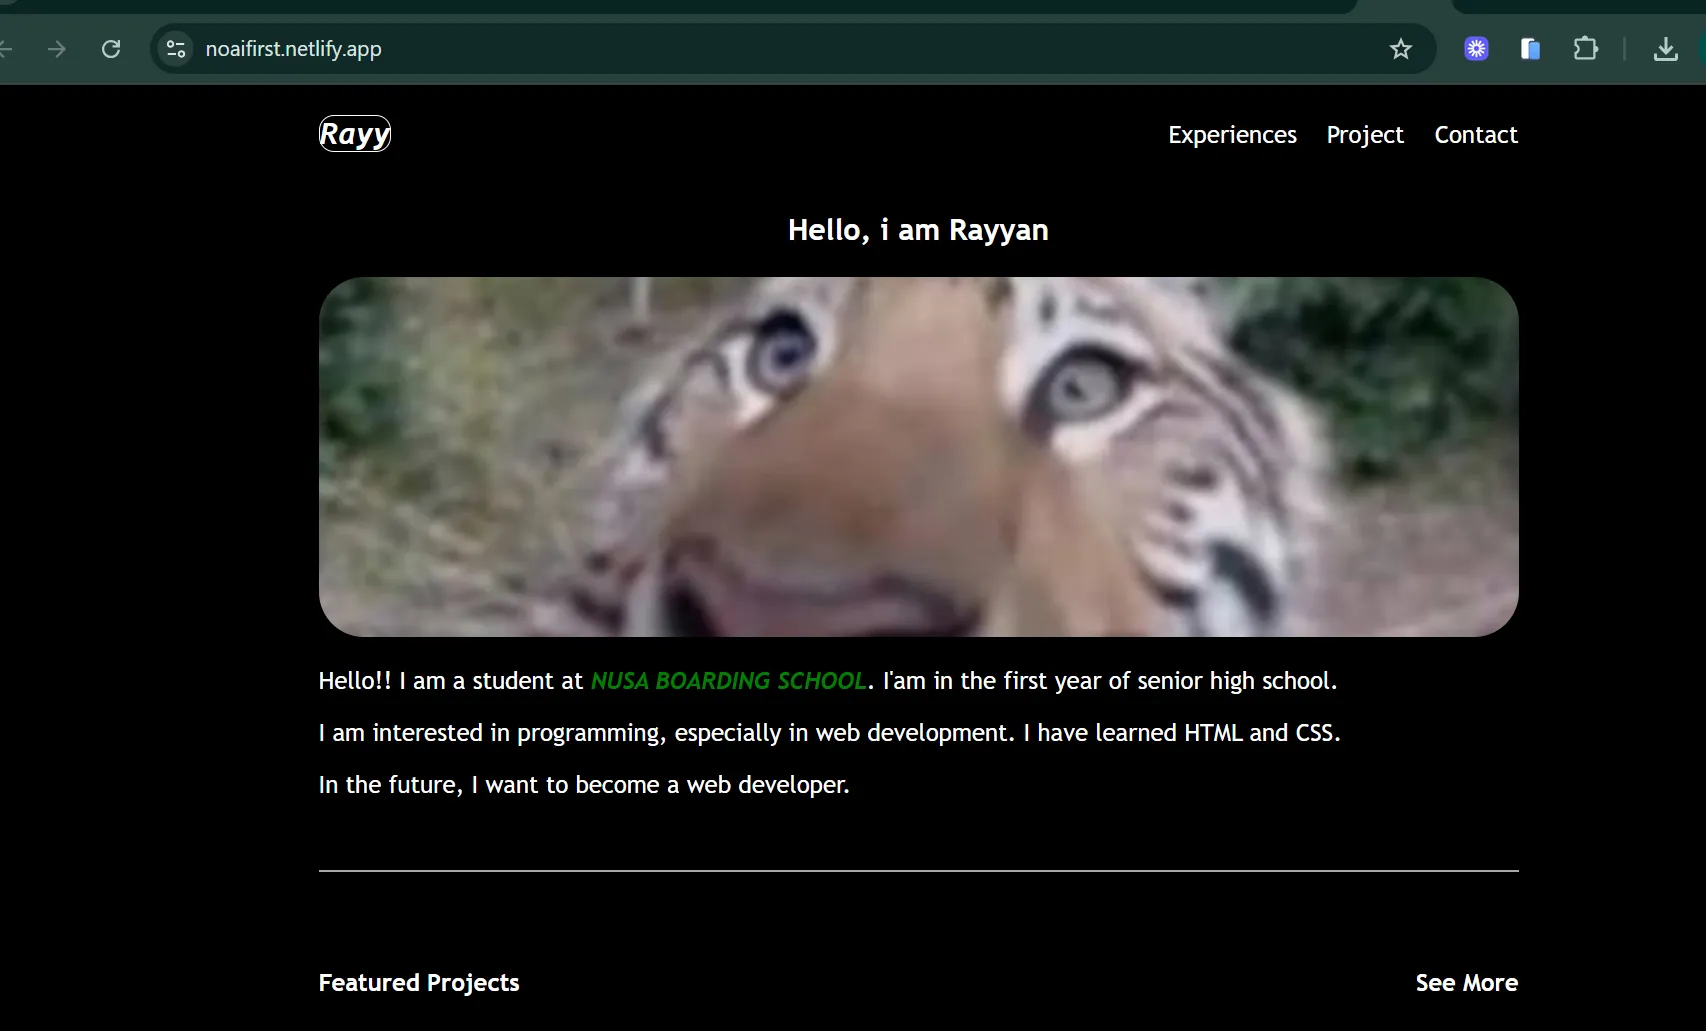 noaifirst.netlify.app
Rayy
Experiences Project Contact
Hello, i am Rayyan
Hello!! I am a student at NUSA BOARDING SCHOOL. I'am in the first year of senior high school.
I am interested in programming, especially in web development. I have learned HTML and CSS.
In the future, I want to become a web developer.
Featured Projects See More